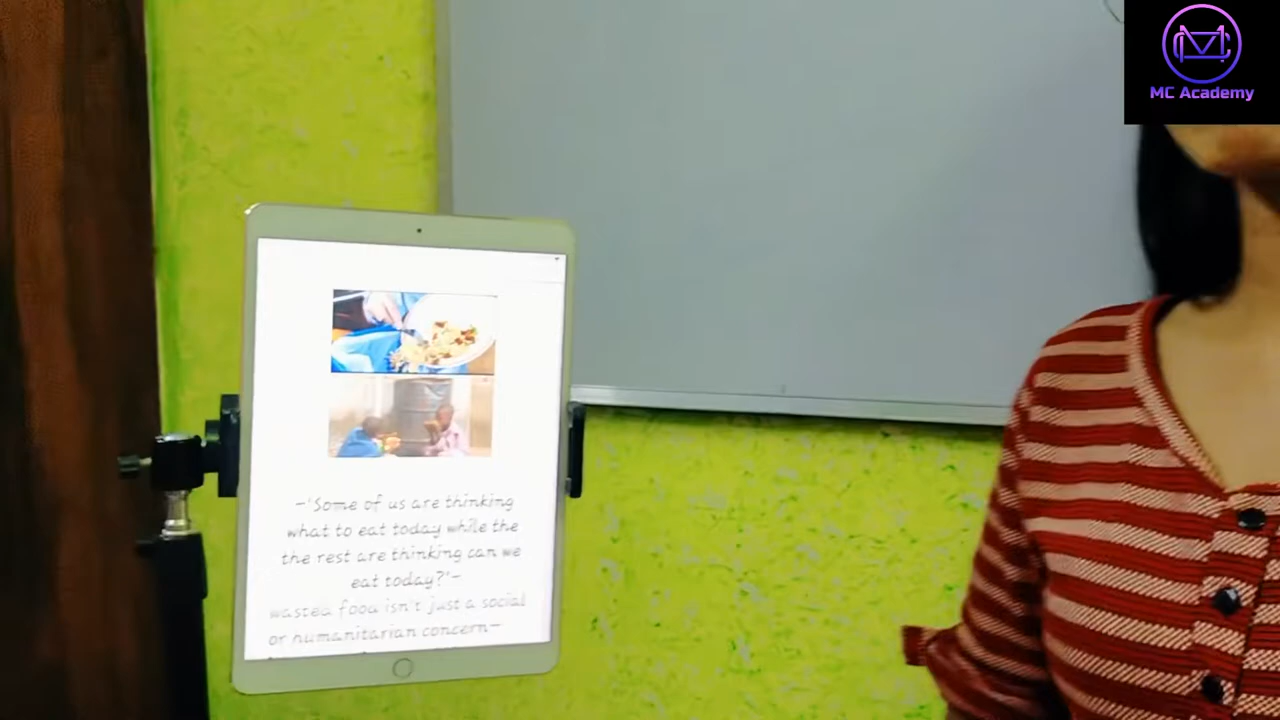 MC Academy
-"Some of us are thinking
what to eat today while the
the rest are thinking can we
eat today?"-
wasted food isn't just a social
or humanitarian concern-